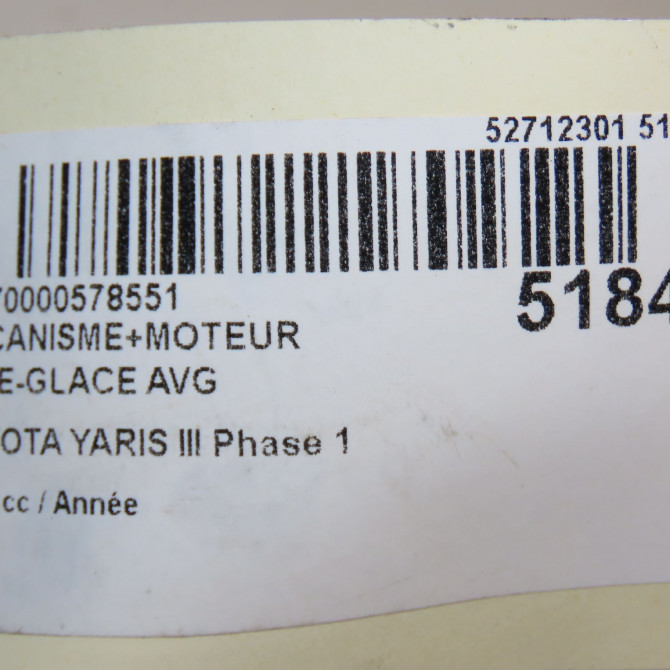 52712301 51
70000578551
5184
CANISME+MOTEUR
E-GLACE AVG
OTA YARIS III Phase 1
cc / Année